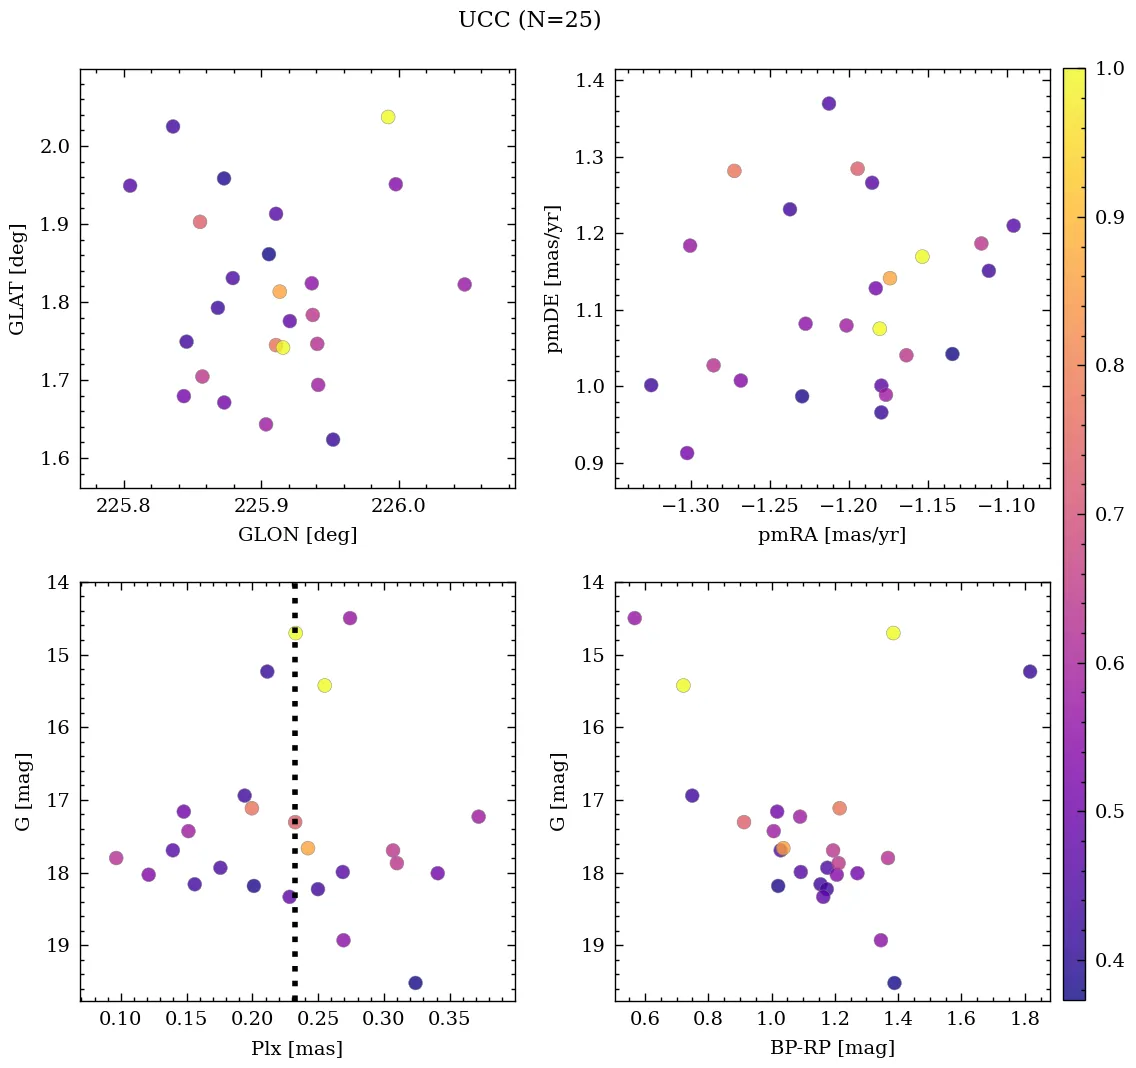 UCC (N=25)
2.0
1.9
1.8
1.7
1.6
GLAT [deg]
225.8 225.9 226.0
GLON [deg]
1.4
1.3
1.2
1.1
1.0
0.9
pmDE [mas/yr]
−1.30 −1.25 −1.20 −1.15 −1.10
pmRA [mas/yr]
14
15
16
17
18
19
G [mag]
0.10 0.15 0.20 0.25 0.30 0.35
Plx [mas]
14
15
16
17
18
19
G [mag]
0.6 0.8 1.0 1.2 1.4 1.6 1.8
BP-RP [mag]
1.0
0.9
0.8
0.7
0.6
0.5
0.4